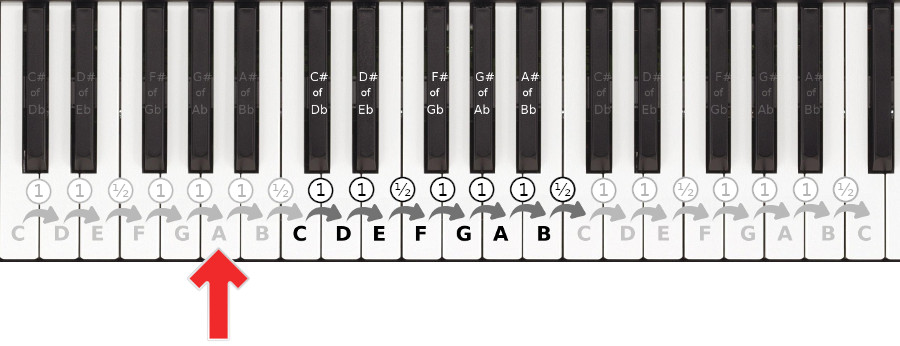 C# D# F# G# A# C# D# F# G# A# C# D# F# G# A#
of of of of of of of of of of of of of of of
Db Eb Gb Ab Bb Db Eb Gb Ab Bb Db Eb Gb Ab Bb
1 1 ½ 1 1 1 ½ 1 1 ½ 1 1 1 ½ 1 1 ½ 1 1 1 ½
C D E F G A B C D E F G A B C D E F G A B C